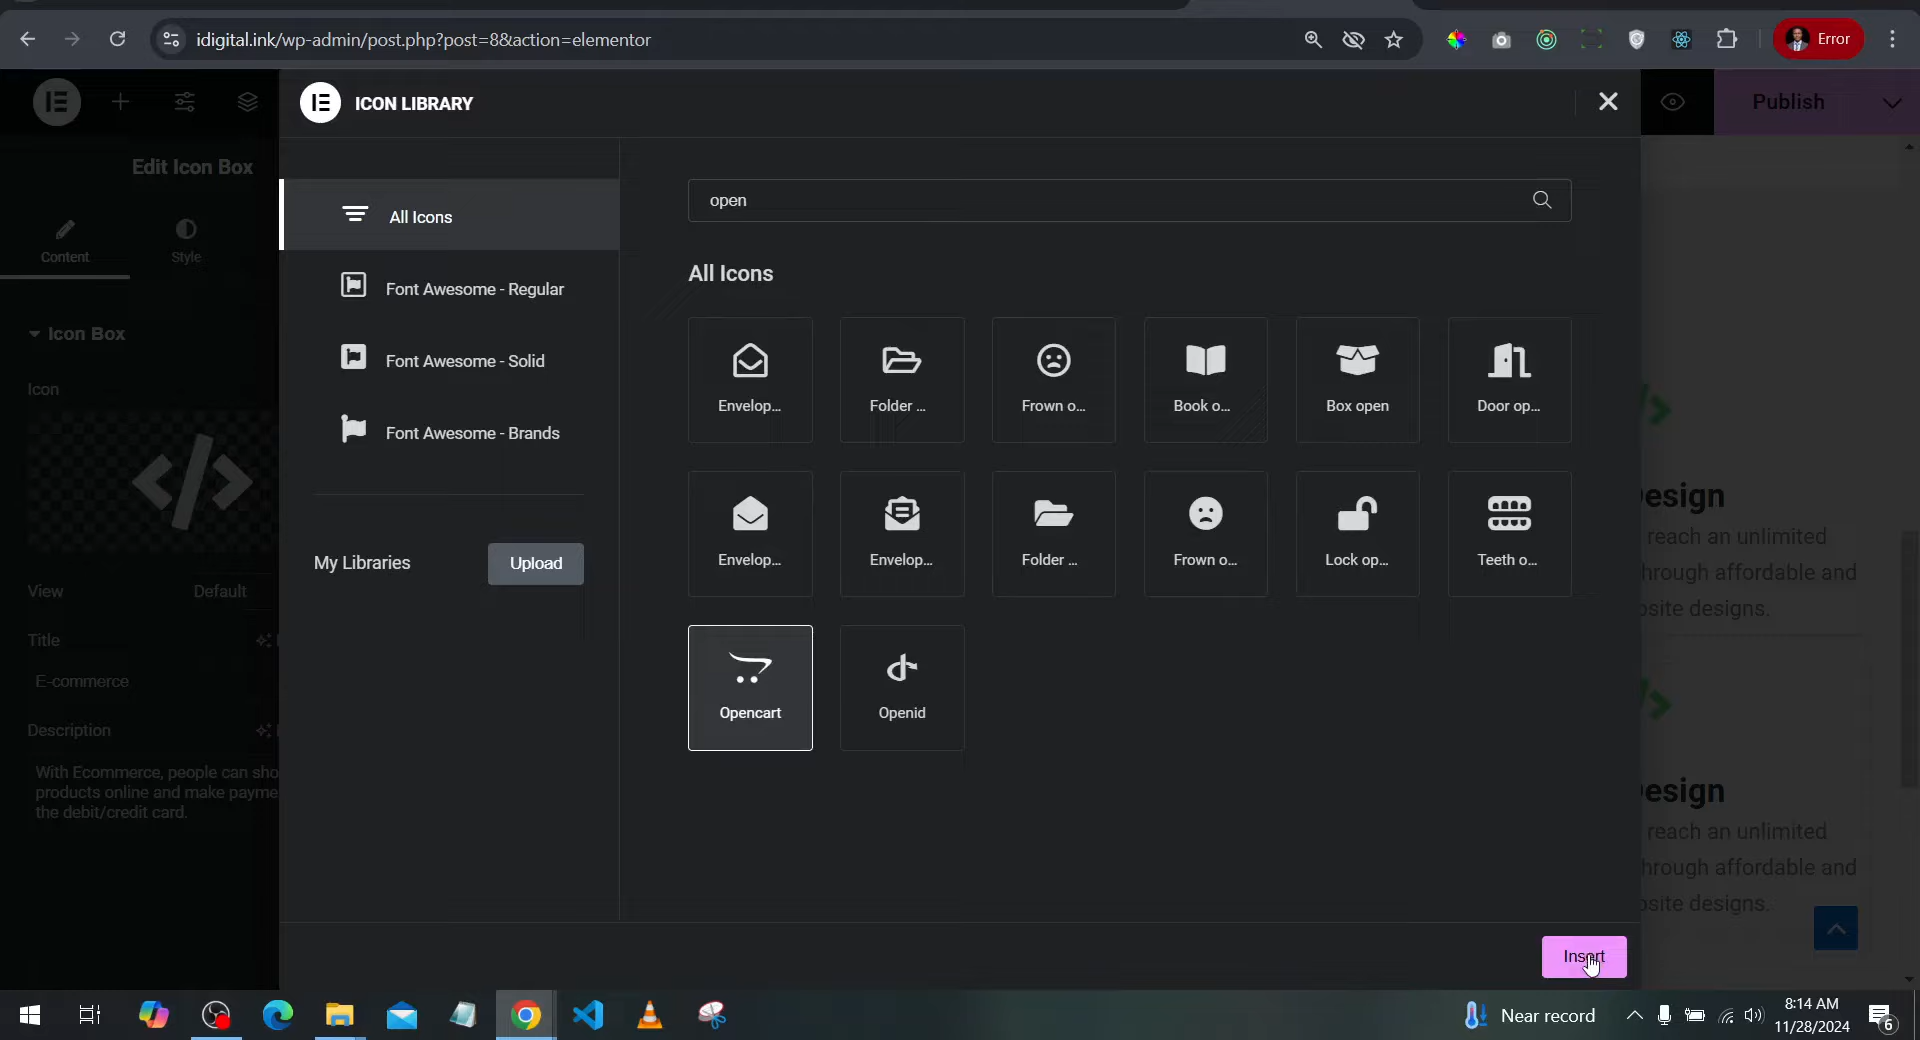 idigital.ink/wp-admin/post.php?post=8&action=elementor
Error
ICON LIBRARY
Publish
Edit Icon Box
Content
Style
Icon Box
Icon
View
Default
Title
E-commerce
Description
With Ecommerce, people can sho
products online and make payme
the debit/credit card.
All Icons
Font Awesome - Regular
Font Awesome - Solid
Font Awesome - Brands
My Libraries
Upload
open
All Icons
Envelop...
Folder ...
Frown o...
Book o...
Box open
Door op...
Envelop...
Envelop...
Folder ...
Frown o...
Lock op...
Teeth o...
Opencart
Openid
esign
reach an unlimited
hrough affordable and
site designs.
esign
reach an unlimited
hrough affordable and
site designs.
Insert
Near record
8:14 AM
11/28/2024
6